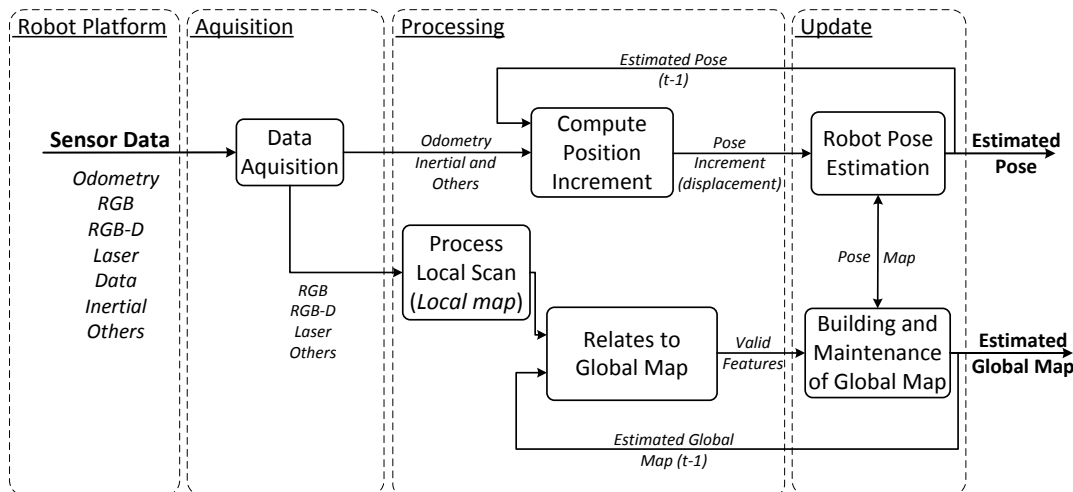 Robot Platform
Aquisition
Processing
Update
Estimated Pose
(t-1)
Sensor Data
Odometry
RGB
RGB-D
Laser
Data
Inertial
Others
Data
Aquisition
Odometry
Inertial and
Others
Compute
Position
Increment
Pose
Increment
(displacement)
Robot Pose
Estimation
Estimated
Pose
RGB
RGB-D
Laser
Others
Process
Local Scan
(Local map)
Relates to
Global Map
Valid
Features
Pose Map
Building and
Maintenance
of Global Map
Estimated
Global Map
Estimated Global
Map (t-1)